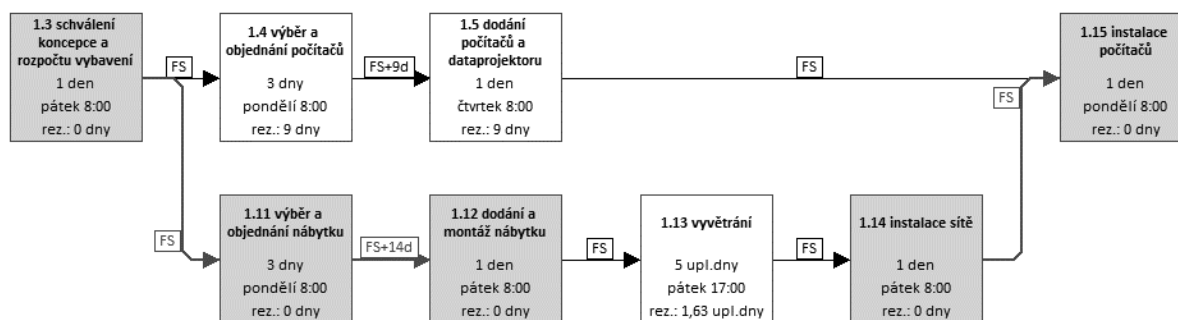 1.3 schválení
koncepce a
rozpočtu vybavení
1 den
pátek 8:00
rez.: 0 dny
FS
1.4 výběr a
objednání počítačů
3 dny
pondělí 8:00
rez.: 9 dny
FS+9d
1.5 dodání
počítačů a
dataprojektoru
1 den
čtvrtek 8:00
rez.: 9 dny
FS
FS
1.15 instalace
počítačů
1 den
pondělí 8:00
rez.: 0 dny
FS
1.11 výběr a
objednání nábytku
3 dny
pondělí 8:00
rez.: 0 dny
FS+14d
1.12 dodání a
montáž nábytku
1 den
pátek 8:00
rez.: 0 dny
FS
1.13 vyvětrání
5 upl.dny
pátek 17:00
rez.: 1,63 upl.dny
FS
1.14 instalace sítě
1 den
pátek 8:00
rez.: 0 dny